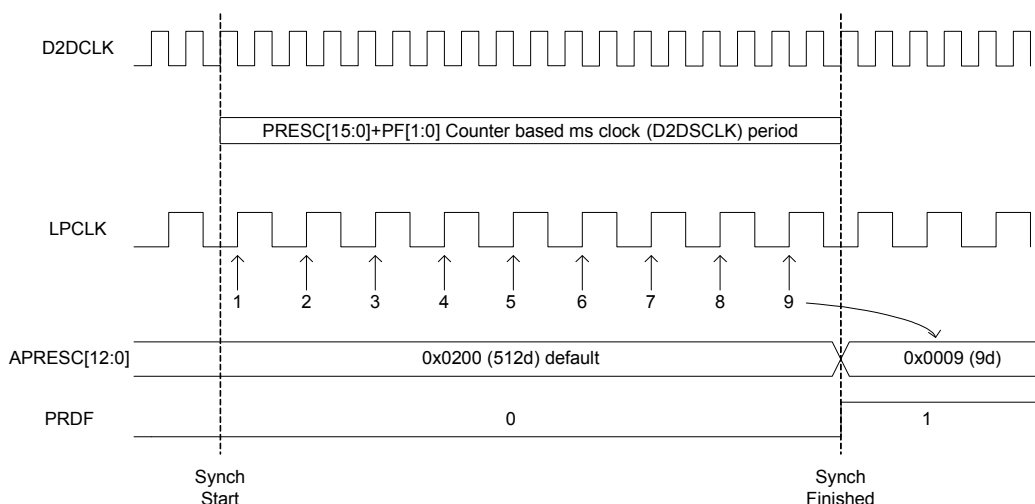 D2DCLK
PRESC[15:0]+PF[1:0] Counter based ms clock (D2DSCLK) period
LPCLK
1 2 3 4 5 6 7 8 9
APRESC[12:0] 0x0200 (512d) default 0x0009 (9d)
PRDF 0 1
Synch Synch
Start Finished